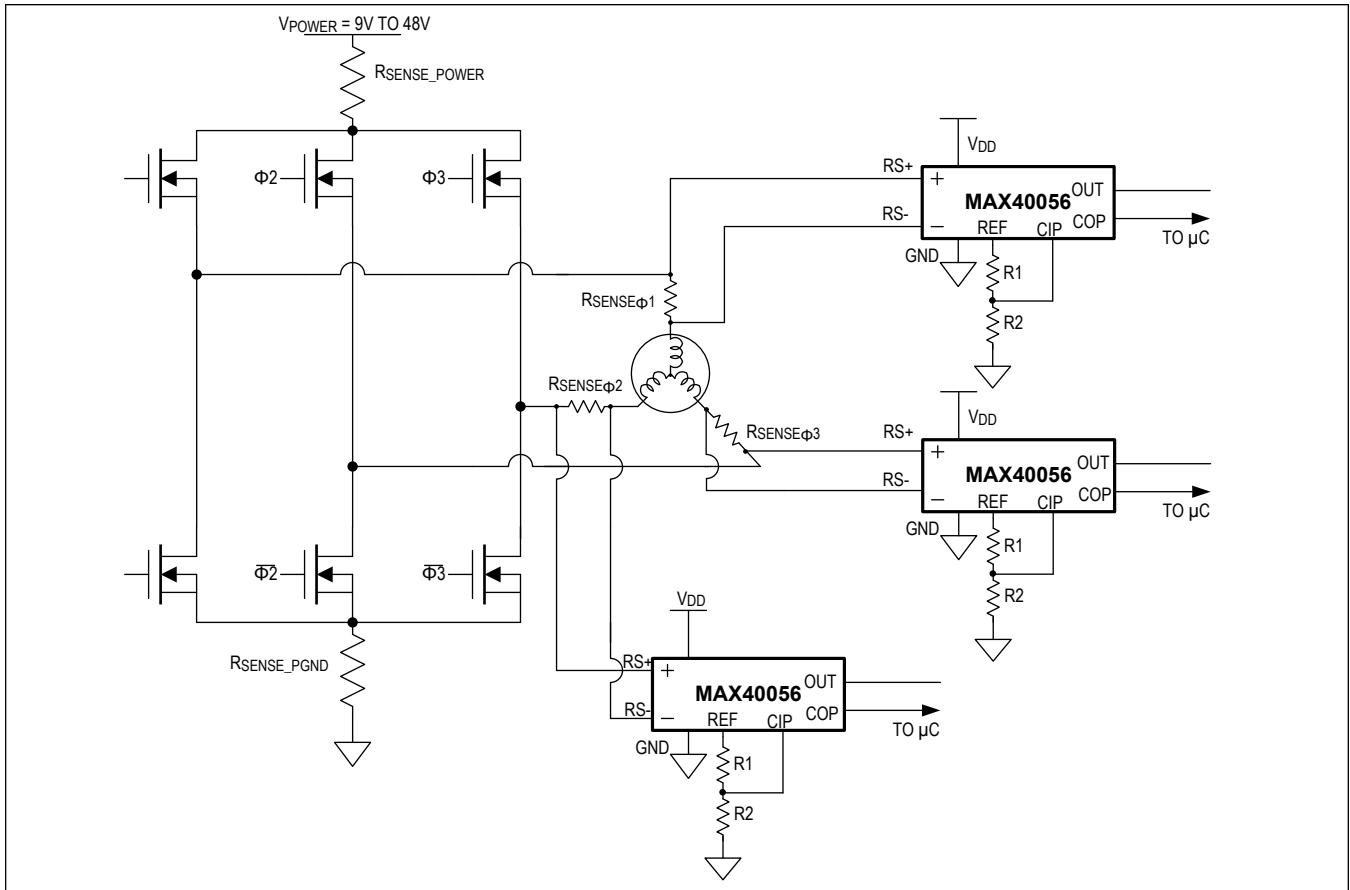 VPOWER = 9V TO 48V
RSENSE_POWER
Φ2
Φ3
VDD
RS+
+
MAX40056
OUT
RS-
−
REF
CIP
COP
TO µC
GND
R1
R2
RSENSEΦ1
RSENSEΦ2
RSENSEΦ3
VDD
RS+
+
MAX40056
OUT
RS-
−
REF
CIP
COP
TO µC
GND
R1
R2
Φ̅2
Φ̅3
RSENSE_PGND
VDD
RS+
+
MAX40056
OUT
RS-
−
REF
CIP
COP
TO µC
GND
R1
R2